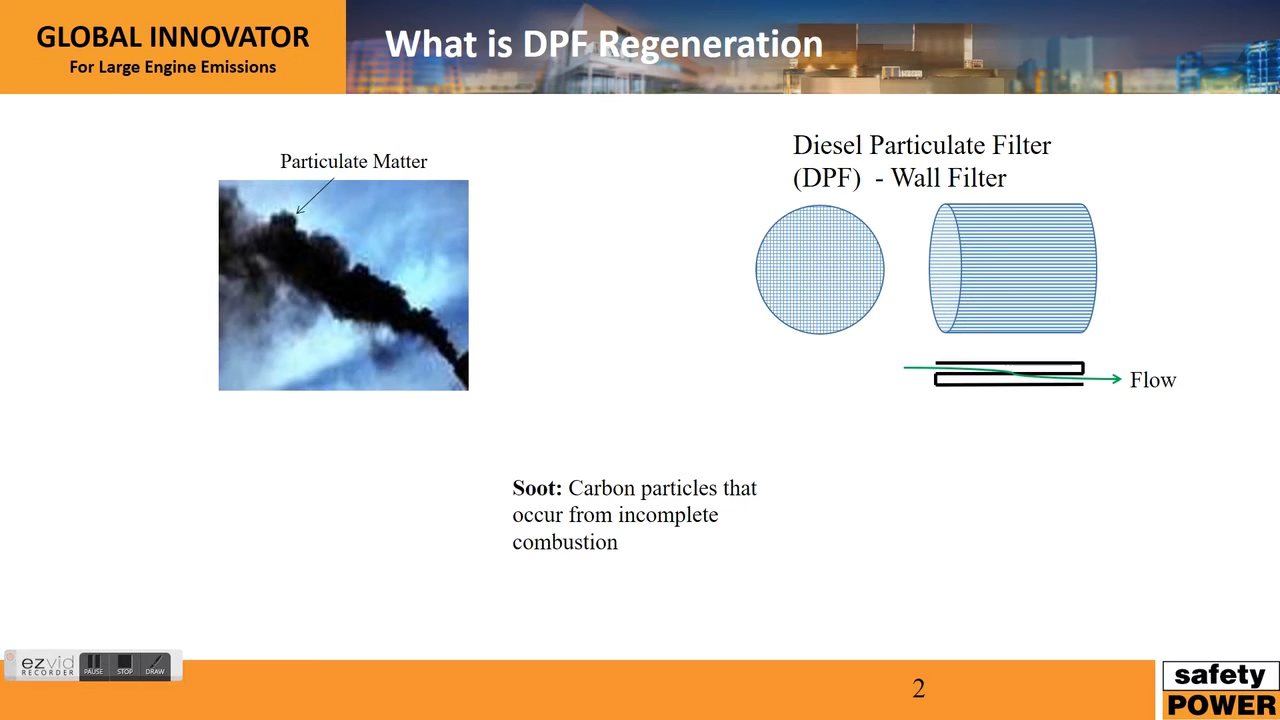 GLOBAL INNOVATOR
For Large Engine Emissions
What is DPF Regeneration
Particulate Matter
Diesel Particulate Filter
(DPF) - Wall Filter
Flow
Soot: Carbon particles that
occur from incomplete
combustion
ezvid
RECORDER
PAUSE STOP DRAW
2
safety
POWER